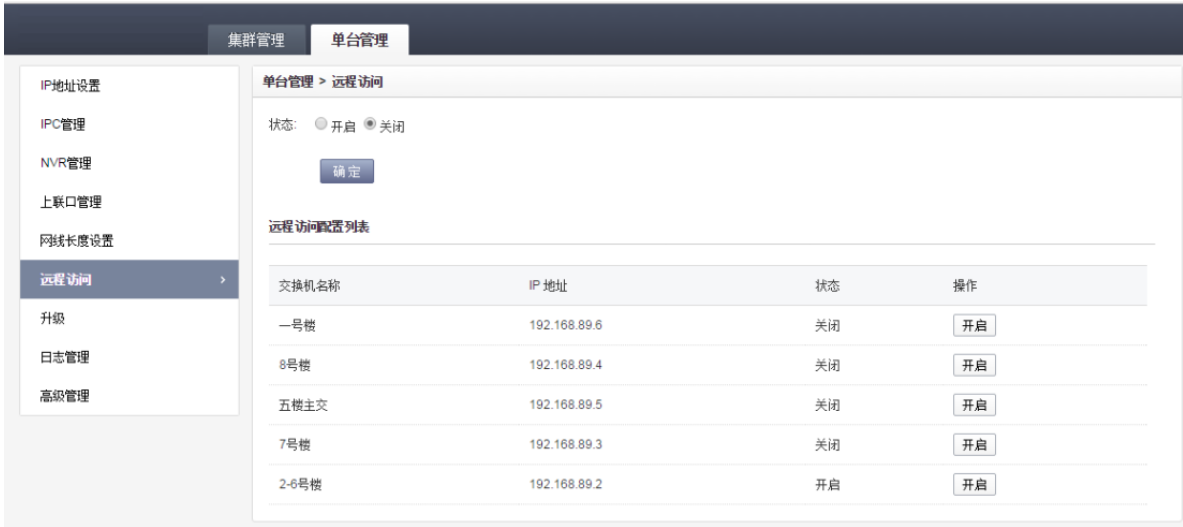 集群管理 单台管理
IP地址设置
IPC管理
NVR管理
上联口管理
网线长度设置
远程访问 >
升级
日志管理
高级管理
单台管理 > 远程访问
状态: 开启 关闭
确定
远程访问配置列表
交换机名称 IP 地址 状态 操作
一号楼 192.168.89.6 关闭 开启
8号楼 192.168.89.4 关闭 开启
五楼主交 192.168.89.5 关闭 开启
7号楼 192.168.89.3 关闭 开启
2-6号楼 192.168.89.2 开启 开启